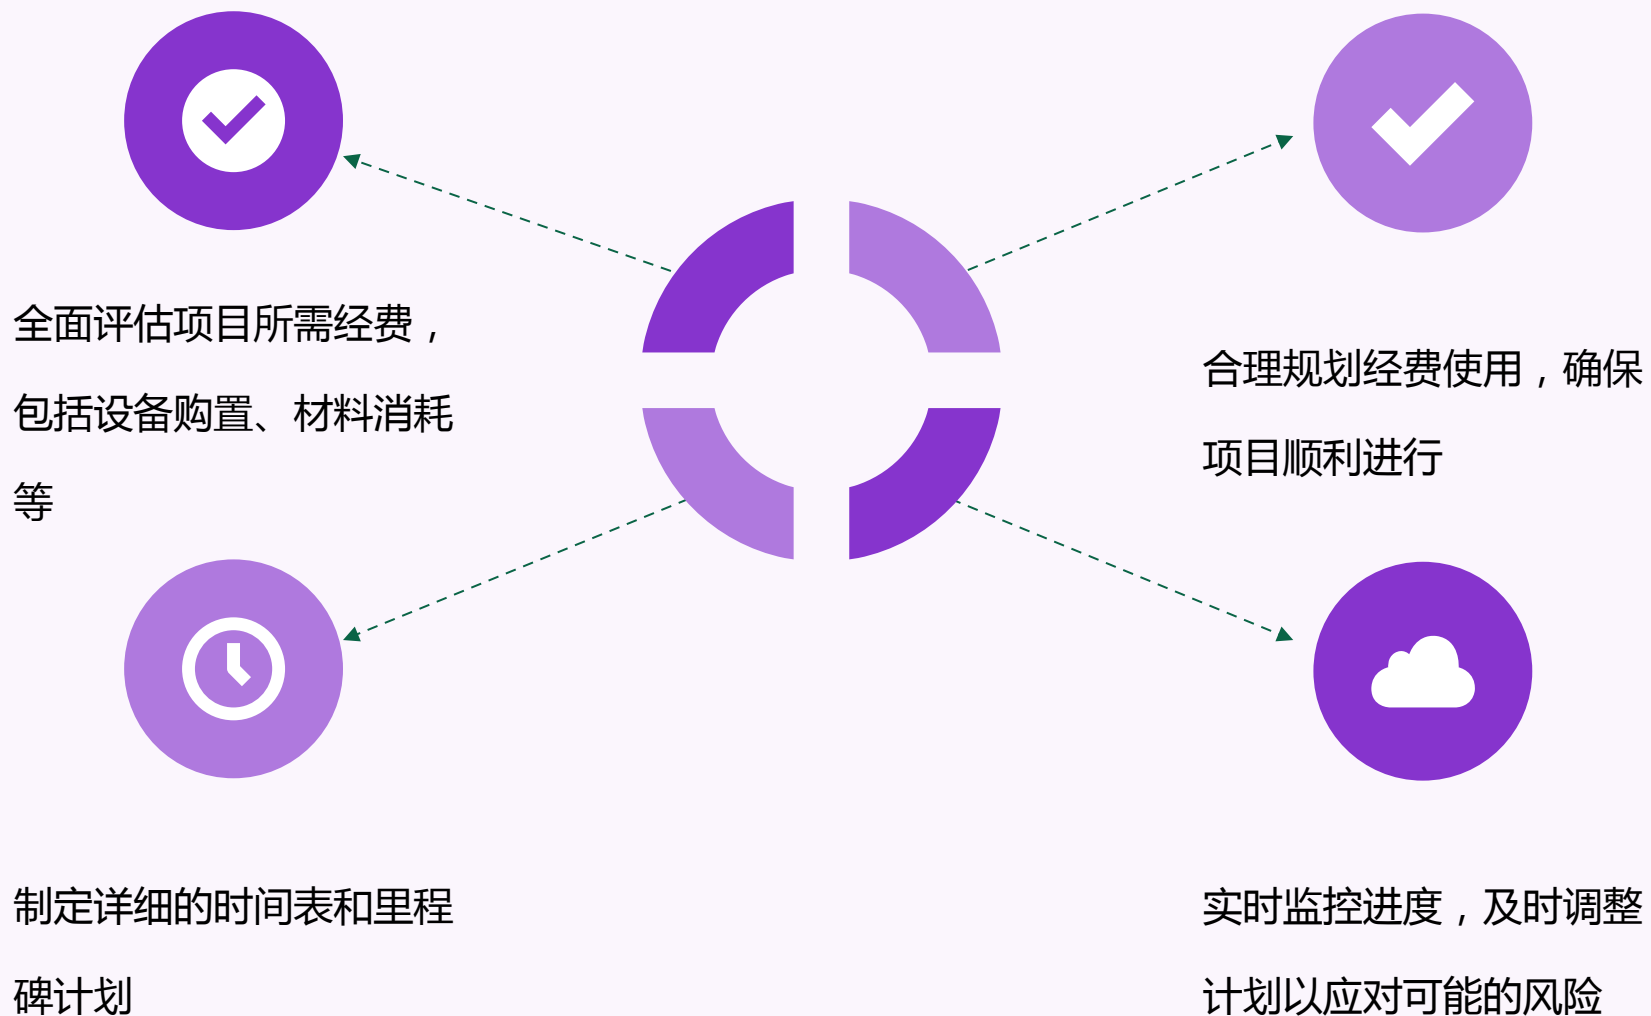 全面评估项目所需经费，
包括设备购置、材料消耗
等
合理规划经费使用，确保
项目顺利进行
制定详细的时间表和里程
碑计划
实时监控进度，及时调整
计划以应对可能的风险